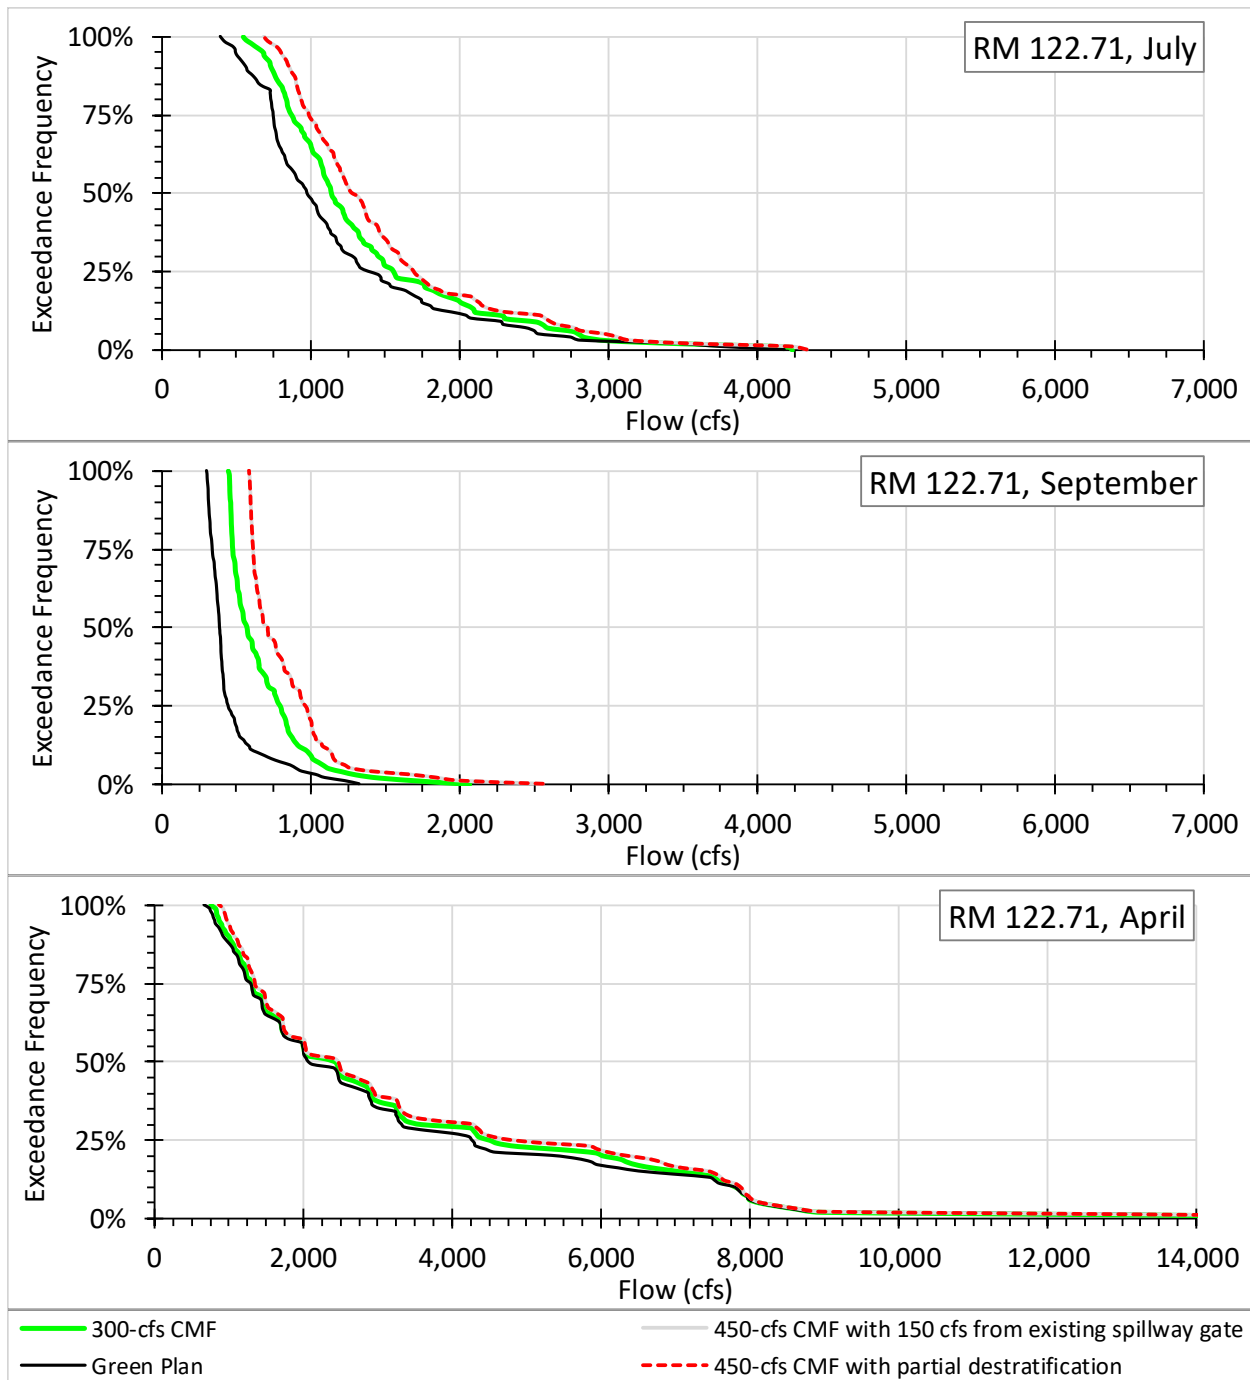 RM 122.71, July
Exceedance Frequency
100%
75%
50%
25%
0%
0 1,000 2,000 3,000 4,000 5,000 6,000 7,000
Flow (cfs)
RM 122.71, September
Exceedance Frequency
100%
75%
50%
25%
0%
0 1,000 2,000 3,000 4,000 5,000 6,000 7,000
Flow (cfs)
RM 122.71, April
Exceedance Frequency
100%
75%
50%
25%
0%
0 2,000 4,000 6,000 8,000 10,000 12,000 14,000
Flow (cfs)
300-cfs CMF
450-cfs CMF with 150 cfs from existing spillway gate
Green Plan
450-cfs CMF with partial destratification